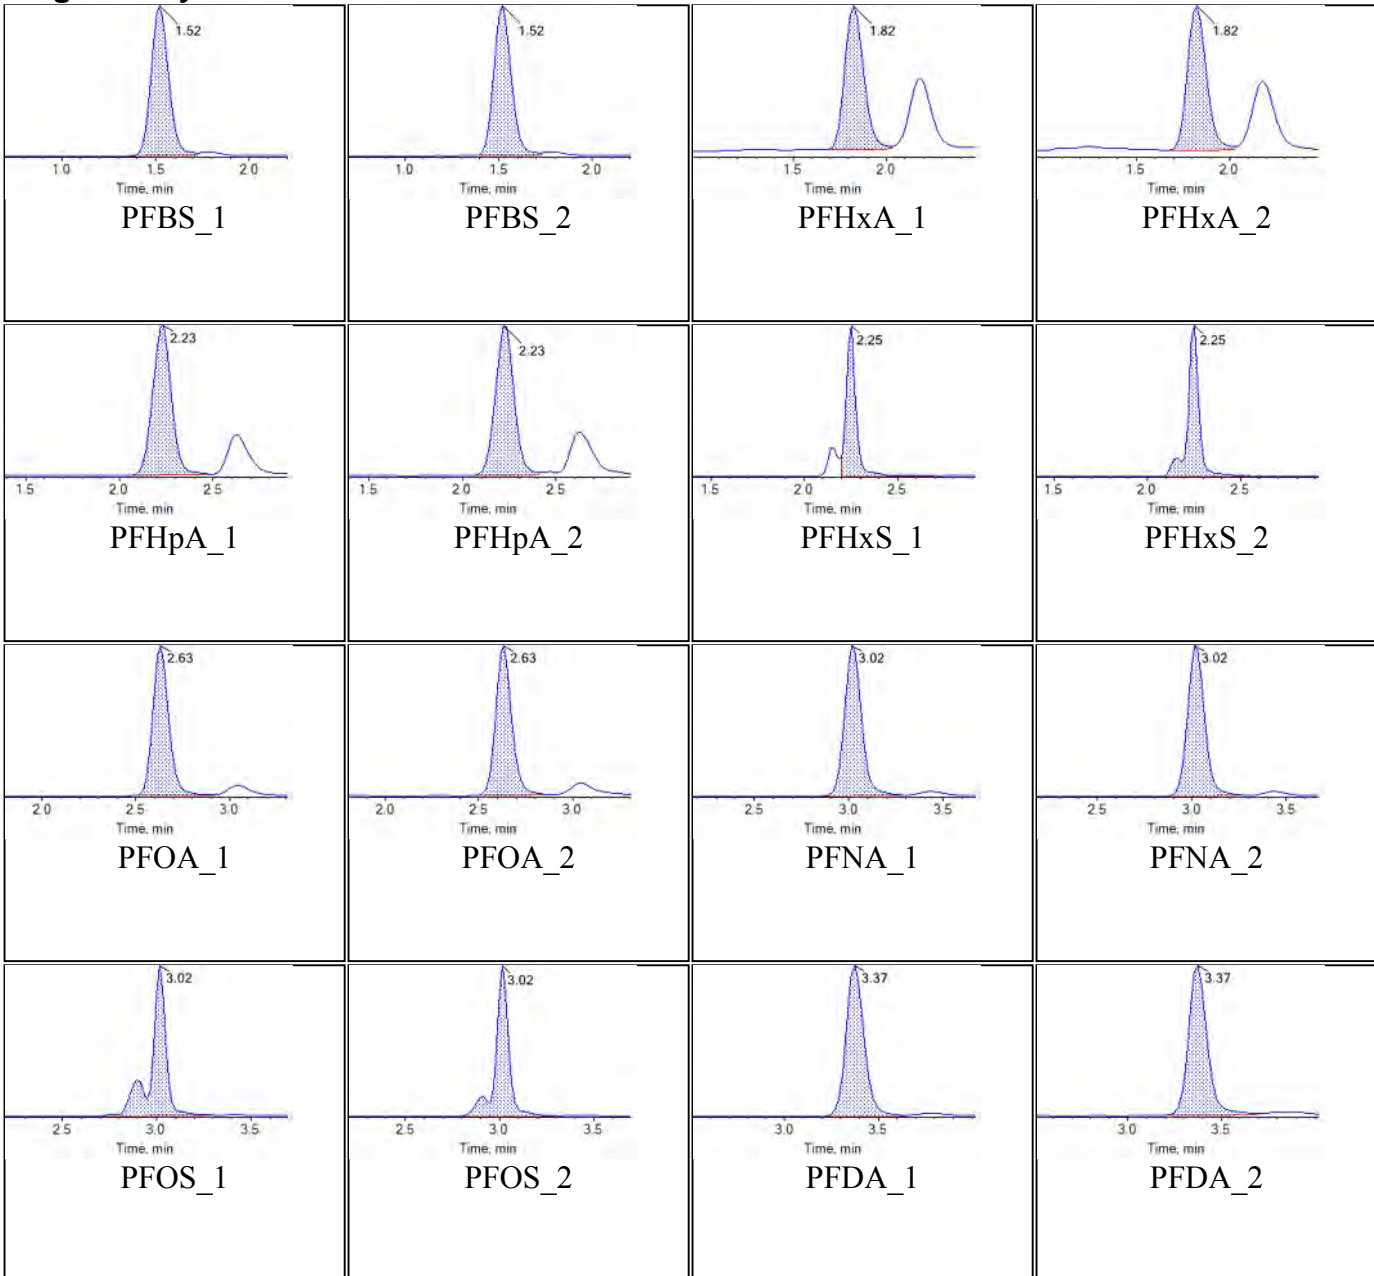 1.52 1.52 1.82 1.82
1.0 1.5 2.0 1.0 1.5 2.0 1.5 2.0 1.5 2.0
Time, min Time, min Time, min Time, min
PFBS_1 PFBS_2 PFHxA_1 PFHxA_2
2.23 2.23 2.25 2.25
1.5 2.0 2.5 1.5 2.0 2.5 1.5 2.0 2.5 1.5 2.0 2.5
Time, min Time, min Time, min Time, min
PFHpA_1 PFHpA_2 PFHxS_1 PFHxS_2
2.63 2.63 3.02 3.02
2.0 2.5 3.0 2.0 2.5 3.0 2.5 3.0 3.5 2.5 3.0 3.5
Time, min Time, min Time, min Time, min
PFOA_1 PFOA_2 PFNA_1 PFNA_2
3.02 3.02 3.37 3.37
2.5 3.0 3.5 2.5 3.0 3.5 3.0 3.5 3.0 3.5
Time, min Time, min Time, min Time, min
PFOS_1 PFOS_2 PFDA_1 PFDA_2